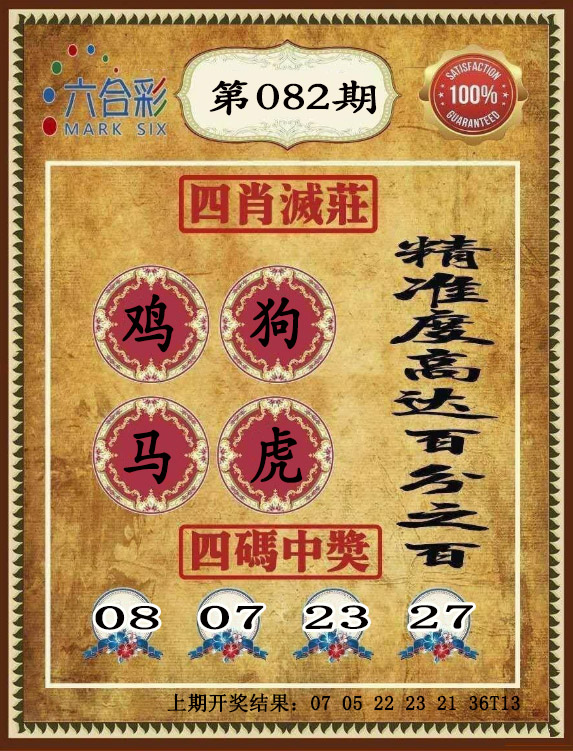 六合彩
MARK SIX
第082期
SATISFACTION
100%
GUARANTEED
四肖滅莊
鸡 狗
马 虎
精准度高达百分之百
四碼中獎
08 07 23 27
上期开奖结果：07 05 22 23 21 36T13